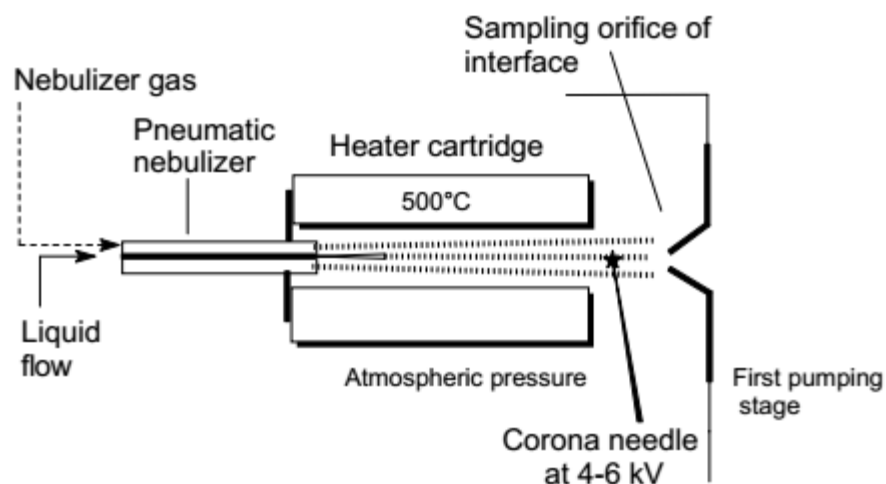 Sampling orifice of
interface
Nebulizer gas
Pneumatic
nebulizer
Heater cartridge
500°C
Liquid
flow
Atmospheric pressure
First pumping
stage
Corona needle
at 4-6 kV